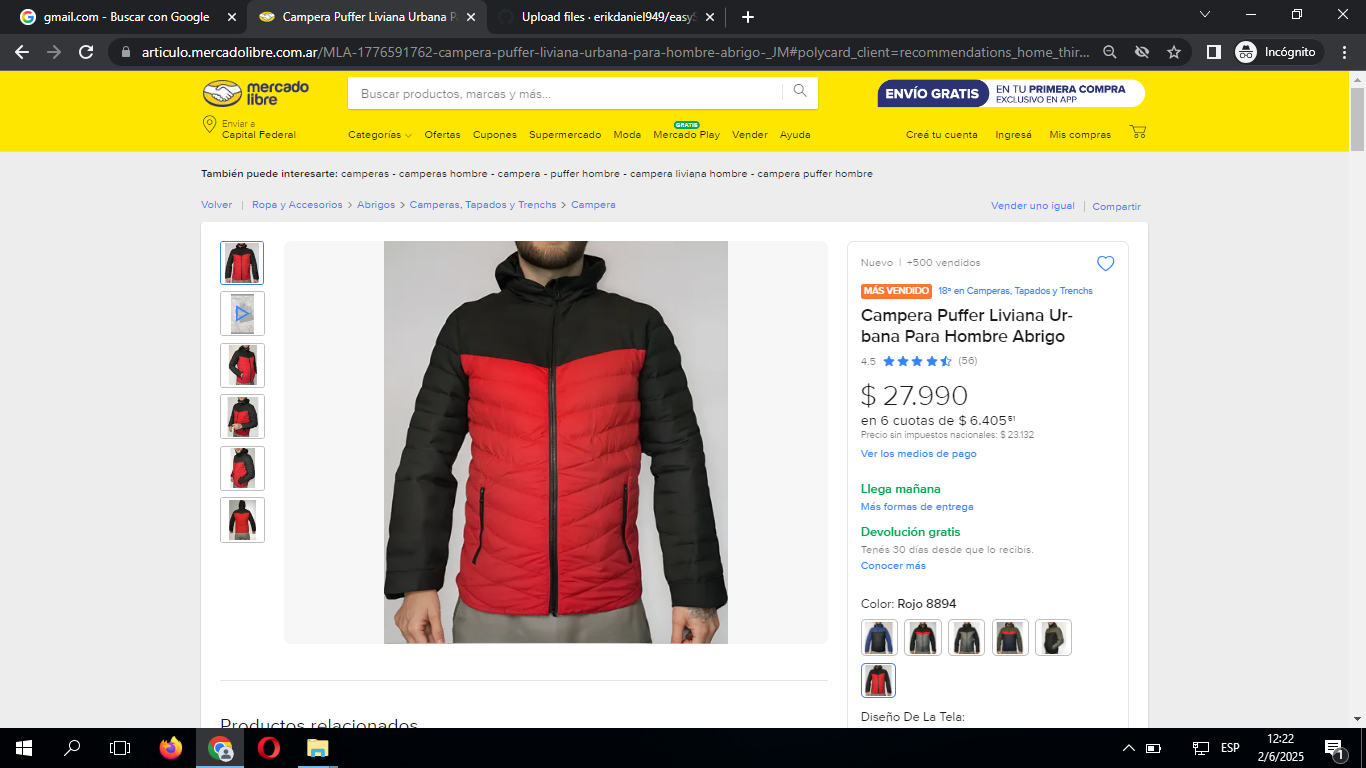 gmail.com - Buscar con Google
Campera Puffer Liviana Urbana P
Upload files · erikdaniel949/easy
articulo.mercadolibre.com.ar/MLA-1776591762-campera-puffer-liviana-urbana-para-hombre-abrigo-_JM#polycard_client=recommendations_home_thir...
Incógnito
mercado
libre
Buscar productos, marcas y más...
ENVÍO GRATIS
EN TU PRIMERA COMPRA
EXCLUSIVO EN APP
Enviar a
Capital Federal
GRATIS
Categorías Ofertas Cupones Supermercado Moda Mercado Play Vender Ayuda
Creá tu cuenta Ingresá Mis compras
También puede interesarte: camperas - camperas hombre - campera - puffer hombre - campera liviana hombre - campera puffer hombre
Volver | Ropa y Accesorios > Abrigos > Camperas, Tapados y Trenchs > Campera
Vender uno igual | Compartir
Nuevo | +500 vendidos
MÁS VENDIDO 18º en Camperas, Tapados y Trenchs
Campera Puffer Liviana Ur-
bana Para Hombre Abrigo
4.5 (56)
$ 27.990
en 6 cuotas de $ 6.405⁵¹
Precio sin impuestos nacionales: $ 23.132
Ver los medios de pago
Llega mañana
Más formas de entrega
Devolución gratis
Tenés 30 días desde que lo recibís.
Conocer más
Color: Rojo 8894
Diseño De La Tela:
Productos relacionados
ESP
12:22
2/6/2025
1